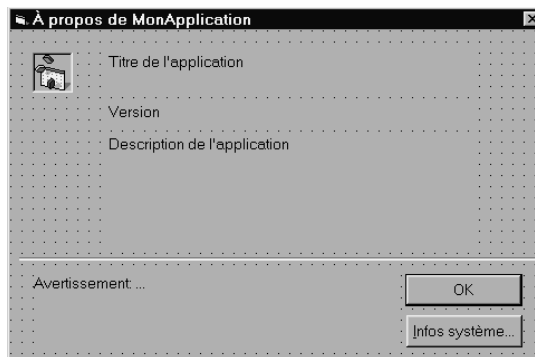 À propos de MonApplication
Titre de l'application
Version
Description de l'application
Avertissement: ...
OK
Infos système...